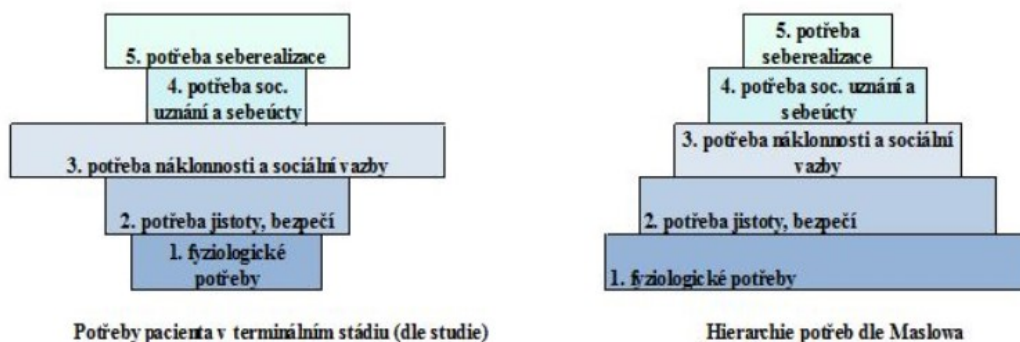 5. potřeba seberealizace
4. potřeba soc.
uznání a sebeúcty
3. potřeba náklonnosti a sociální vazby
2. potřeba jistoty, bezpečí
1. fyziologické
potřeby
Potřeby pacienta v terminálním stádiu (dle studie)
5. potřeba
seberealizace
4. potřeba soc. uznání a
sebeúcty
3. potřeba náklonnosti a sociální
vazby
2. potřeba jistoty, bezpečí
1. fyziologické potřeby
Hierarchie potřeb dle Maslowa